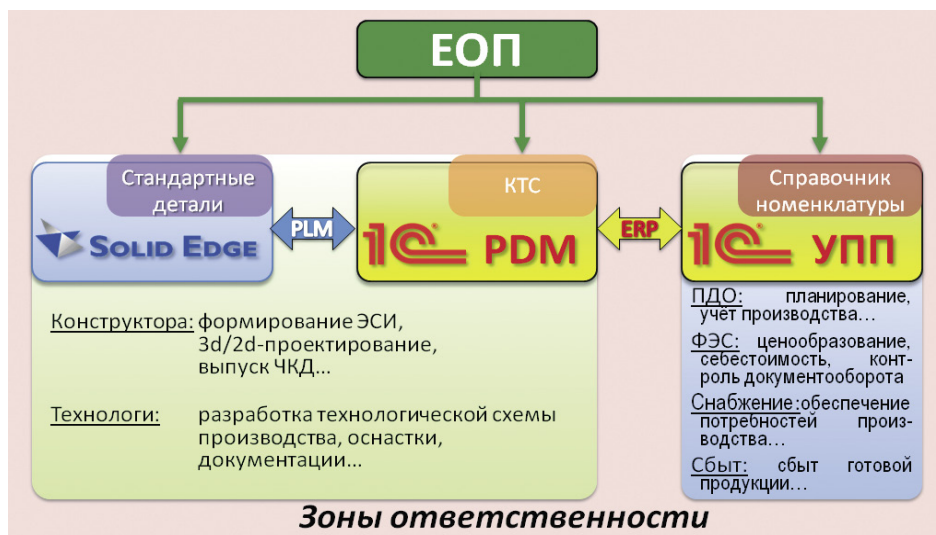 ЕОП
Стандартные
детали
SOLID EDGE
PLM
КТС
1С PDM
ERP
Справочник
номенклатуры
1С УПП
Конструктора: формирование ЭСИ,
3d/2d-проектирование,
выпуск ЧКД...
Технологи: разработка технологической схемы
производства, оснастки,
документации...
ПДО: планирование,
учёт производства...
ФЭС: ценообразование,
себестоимость, конт-
роль документооборота
Снабжение:обеспечение
потребностей произ-
водства...
Сбыт: сбыт готовой
продукции...
Зоны ответственности